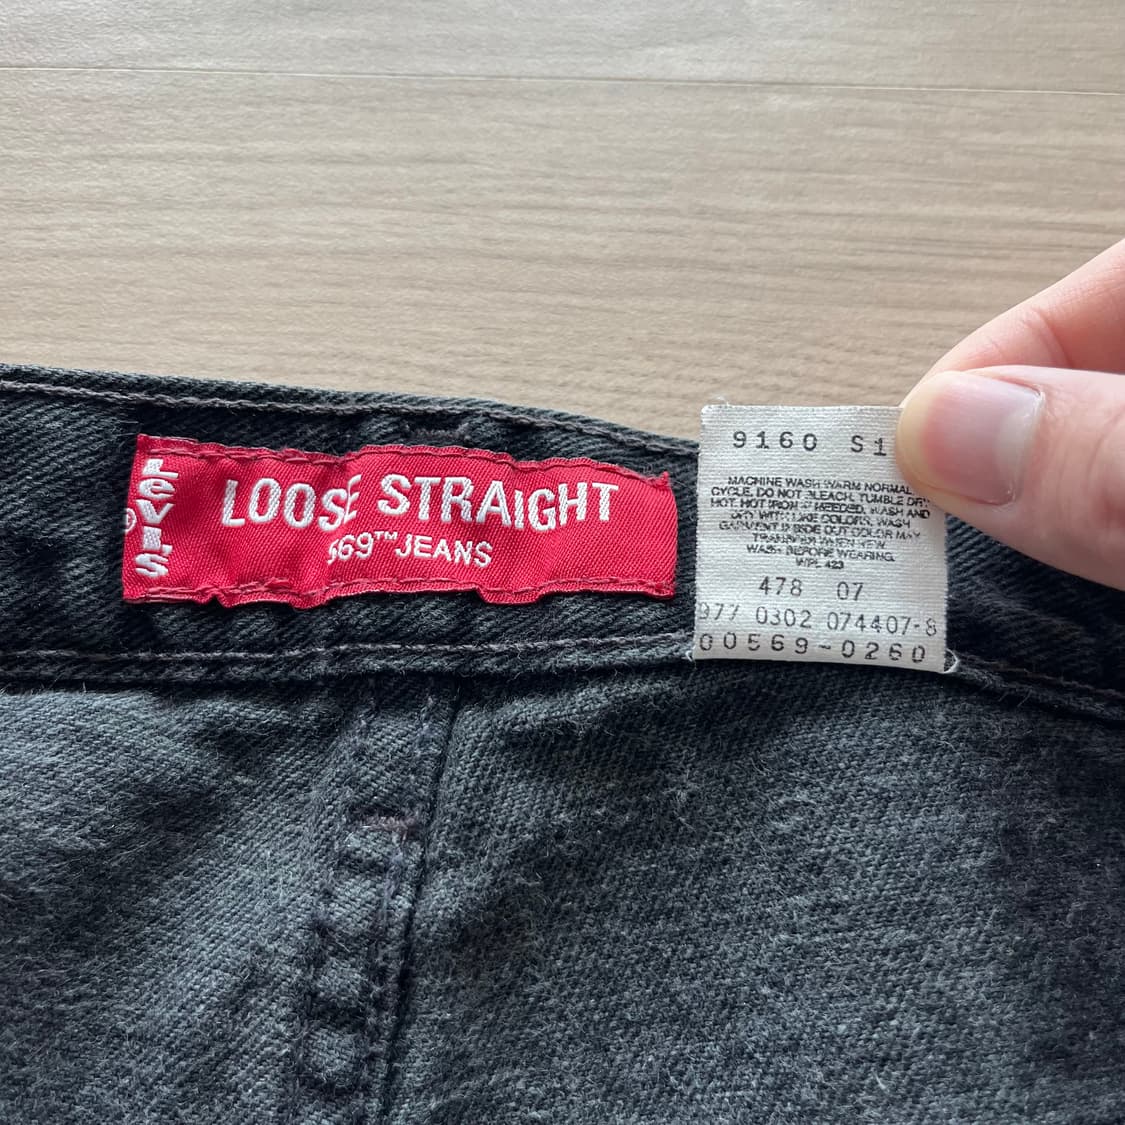 LEVI'S
®
LOOSE STRAIGHT
569™ JEANS
9160 S1
MACHINE WASH WARM NORMAL
CYCLE. DO NOT BLEACH. TUMBLE DRY
HOT. HOT IRON IF NEEDED. WASH AND
DRY WITH LIKE COLORS. WASH
GARMENT INSIDE OUT. COLOR MAY
TRANSFER WHEN NEW.
WASH BEFORE WEARING.
WPL 423
478 07
977 0302 074407-8
00569-0260